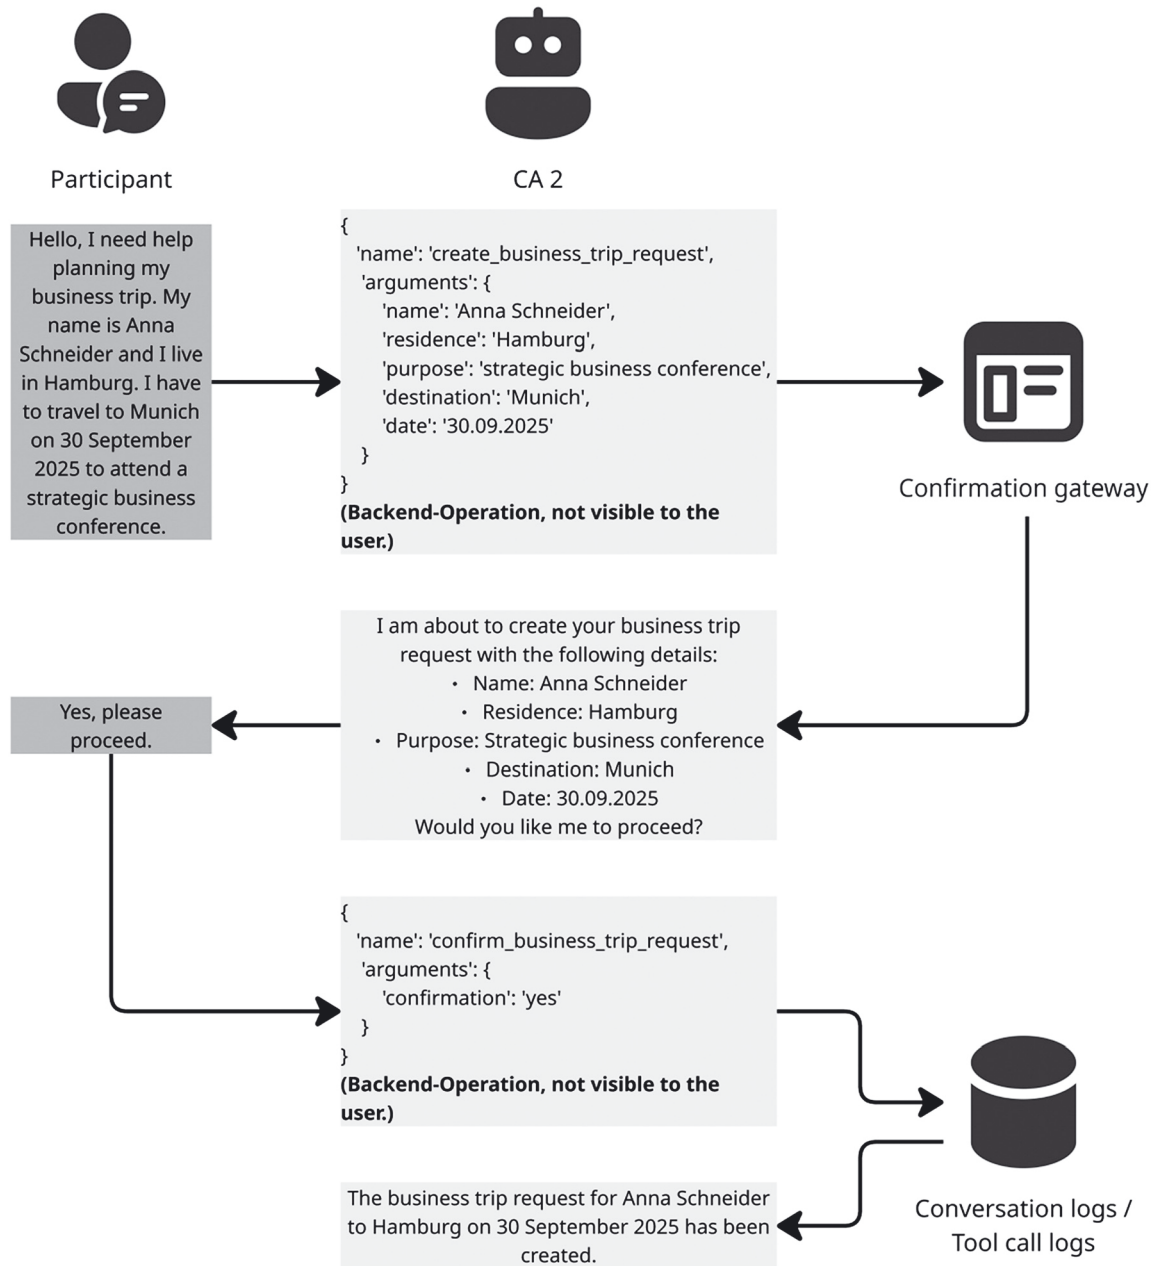 Participant
CA 2
Hello, I need help
planning my
business trip. My
name is Anna
Schneider and I live
in Hamburg. I have
to travel to Munich
on 30 September
2025 to attend a
strategic business
conference.
{
'name': 'create_business_trip_request',
'arguments': {
'name': 'Anna Schneider',
'residence': 'Hamburg',
'purpose': 'strategic business conference',
'destination': 'Munich',
'date': '30.09.2025'
}
}
(Backend-Operation, not visible to the
user.)
Confirmation gateway
I am about to create your business trip
request with the following details:
• Name: Anna Schneider
• Residence: Hamburg
• Purpose: Strategic business conference
• Destination: Munich
• Date: 30.09.2025
Would you like me to proceed?
Yes, please
proceed.
{
'name': 'confirm_business_trip_request',
'arguments': {
'confirmation': 'yes'
}
}
(Backend-Operation, not visible to the
user.)
Conversation logs /
Tool call logs
The business trip request for Anna Schneider
to Hamburg on 30 September 2025 has been
created.